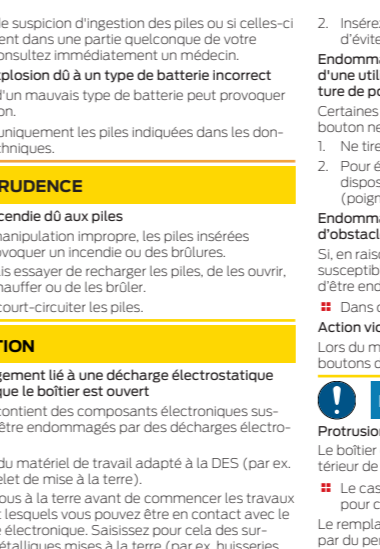 de suspicion d'ingestion des piles ou si celles-ci
ent dans une partie quelconque de votre
onsultez immédiatement un médecin.
xplosion dû à un type de batterie incorrect
d'un mauvais type de batterie peut provoquer
on.
uniquement les piles indiquées dans les don-
chniques.
RUDENCE
cendie dû aux piles
manipulation impropre, les piles insérées
ovoquer un incendie ou des brûlures.
is essayer de recharger les piles, de les ouvrir,
hauffer ou de les brûler.
court-circuiter les piles.
TION
gement lié à une décharge électrostatique
que le boîtier est ouvert
contient des composants électroniques sus-
être endommagés par des décharges électro-
du matériel de travail adapté à la DES (par ex.
elet de mise à la terre).
ous à la terre avant de commencer les travaux
t lesquels vous pouvez être en contact avec le
e électronique. Saisissez pour cela des sur-
étalliques mises à la terre (par ex. huisseries
2. Insérez
d'évite
Endomma
d'une util
ture de po
Certaines
bouton ne
1. Ne tire
2. Pour é
dispos
(poign
Endomma
d'obstacl
Si, en raiso
susceptib
d'être end
Dans c
Action vio
Lors du m
boutons d
Protrusion
Le boîtier
térieur de
Le cas
pour c
Le rempla
par du per